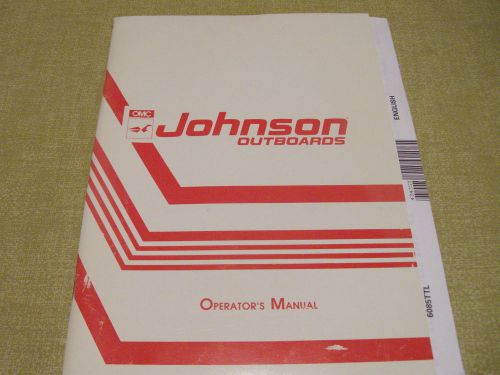 OMC
Johnson
OUTBOARDS
OPERATOR'S MANUAL
ENGLISH
6085TTL